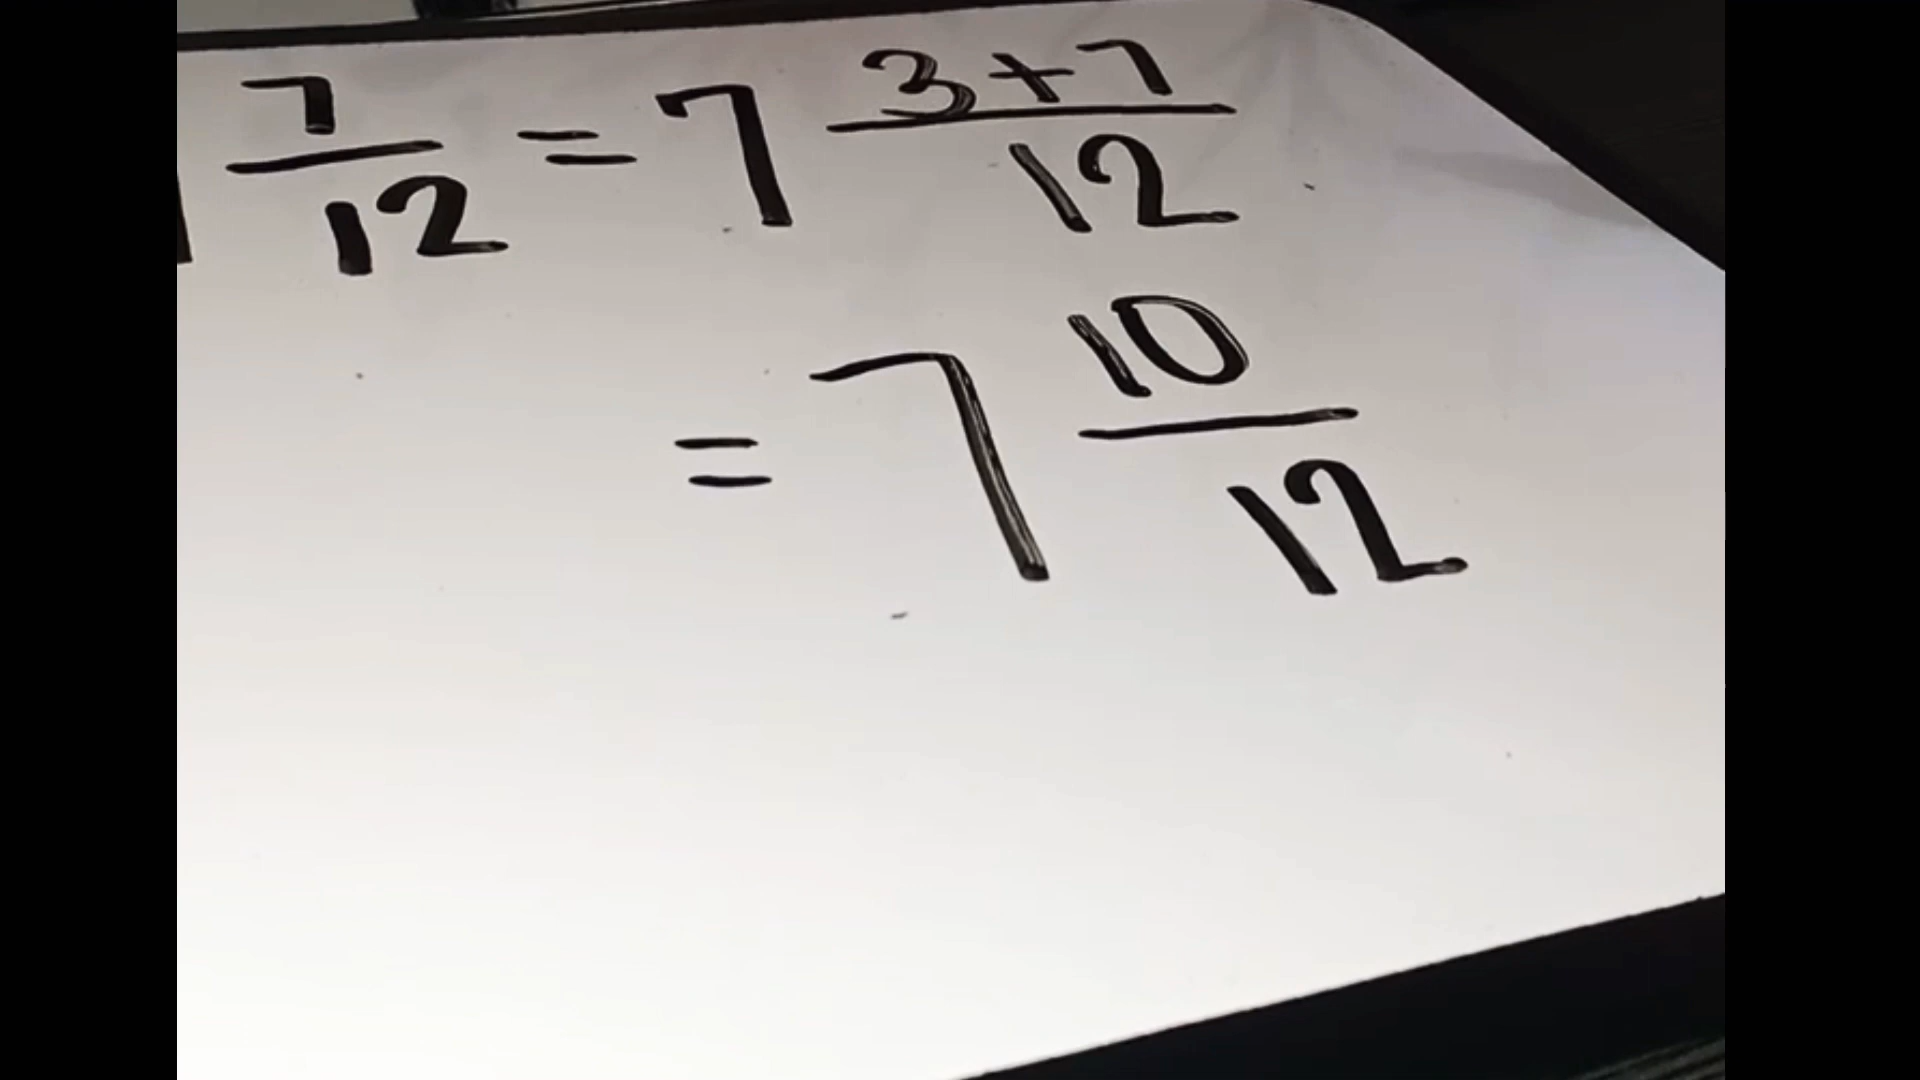 7/12 = 7 3+7/12
= 7 10/12